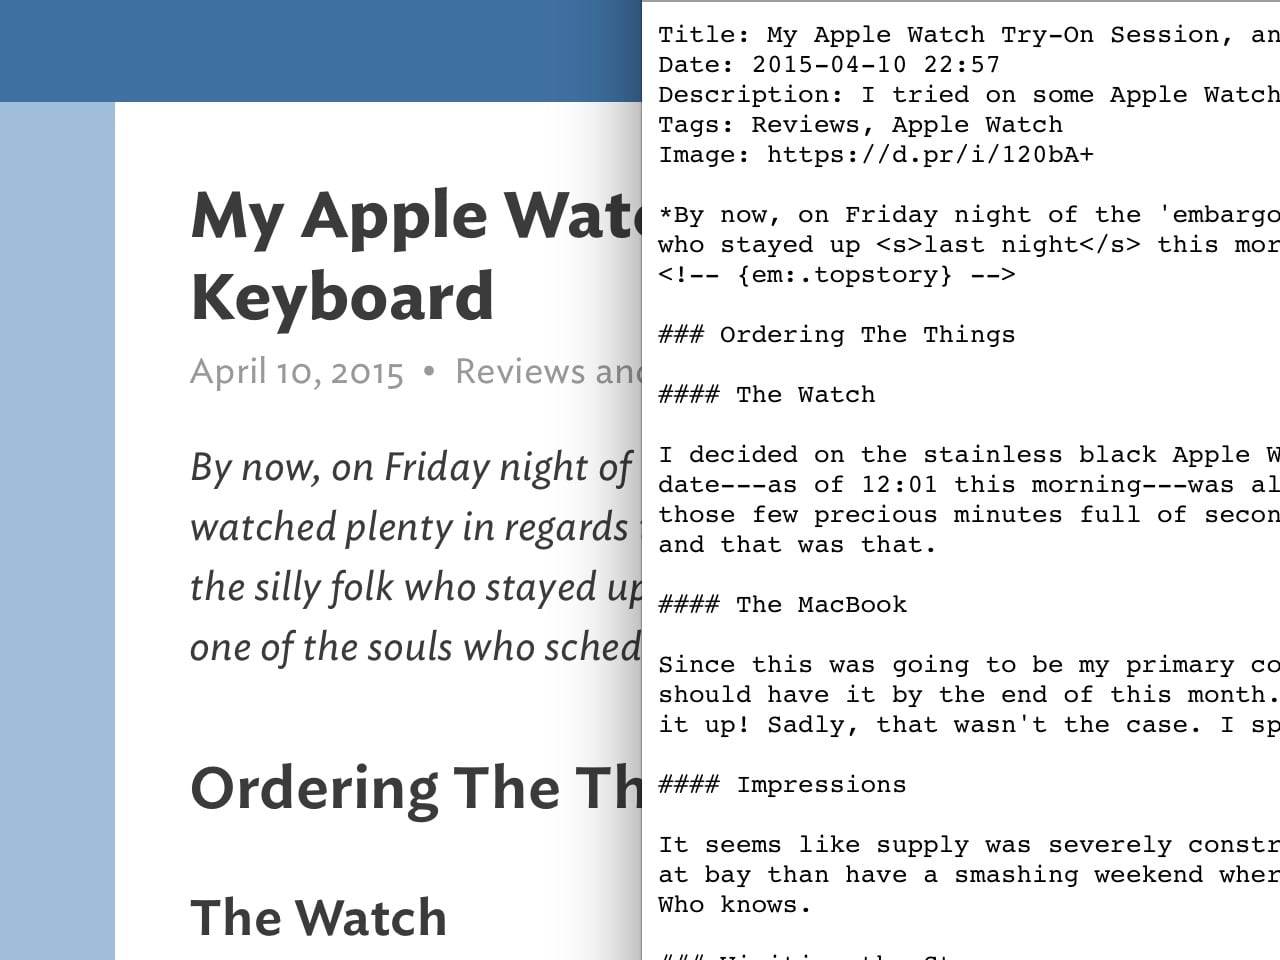 My Apple Watc
Keyboard
April 10, 2015 • Reviews and
By now, on Friday night of
watched plenty in regards
the silly folk who stayed up
one of the souls who sched
Ordering The Th
The Watch
Title: My Apple Watch Try-On Session, an
Date: 2015-04-10 22:57
Description: I tried on some Apple Watch
Tags: Reviews, Apple Watch
Image: https://d.pr/i/120bA+
*By now, on Friday night of the 'embargo
who stayed up <s>last night</s> this mor
<!-- {em:.topstory} -->
### Ordering The Things
#### The Watch
I decided on the stainless black Apple W
date---as of 12:01 this morning---was al
those few precious minutes full of secon
and that was that.
#### The MacBook
Since this was going to be my primary co
should have it by the end of this month.
it up! Sadly, that wasn't the case. I sp
#### Impressions
It seems like supply was severely constr
at bay than have a smashing weekend wher
Who knows.